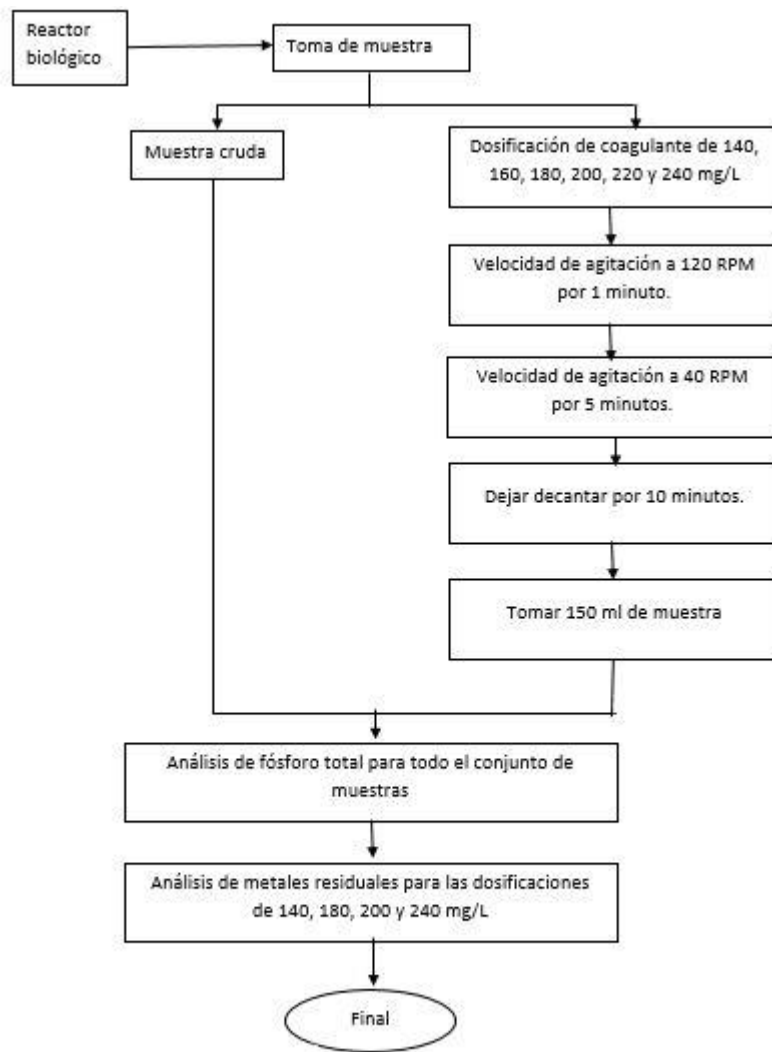 Reactor
biológico
Toma de muestra
Muestra cruda
Dosificación de coagulante de 140,
160, 180, 200, 220 y 240 mg/L
Velocidad de agitación a 120 RPM
por 1 minuto.
Velocidad de agitación a 40 RPM
por 5 minutos.
Dejar decantar por 10 minutos.
Tomar 150 ml de muestra
Análisis de fósforo total para todo el conjunto de
muestras
Análisis de metales residuales para las dosificaciones
de 140, 180, 200 y 240 mg/L
Final